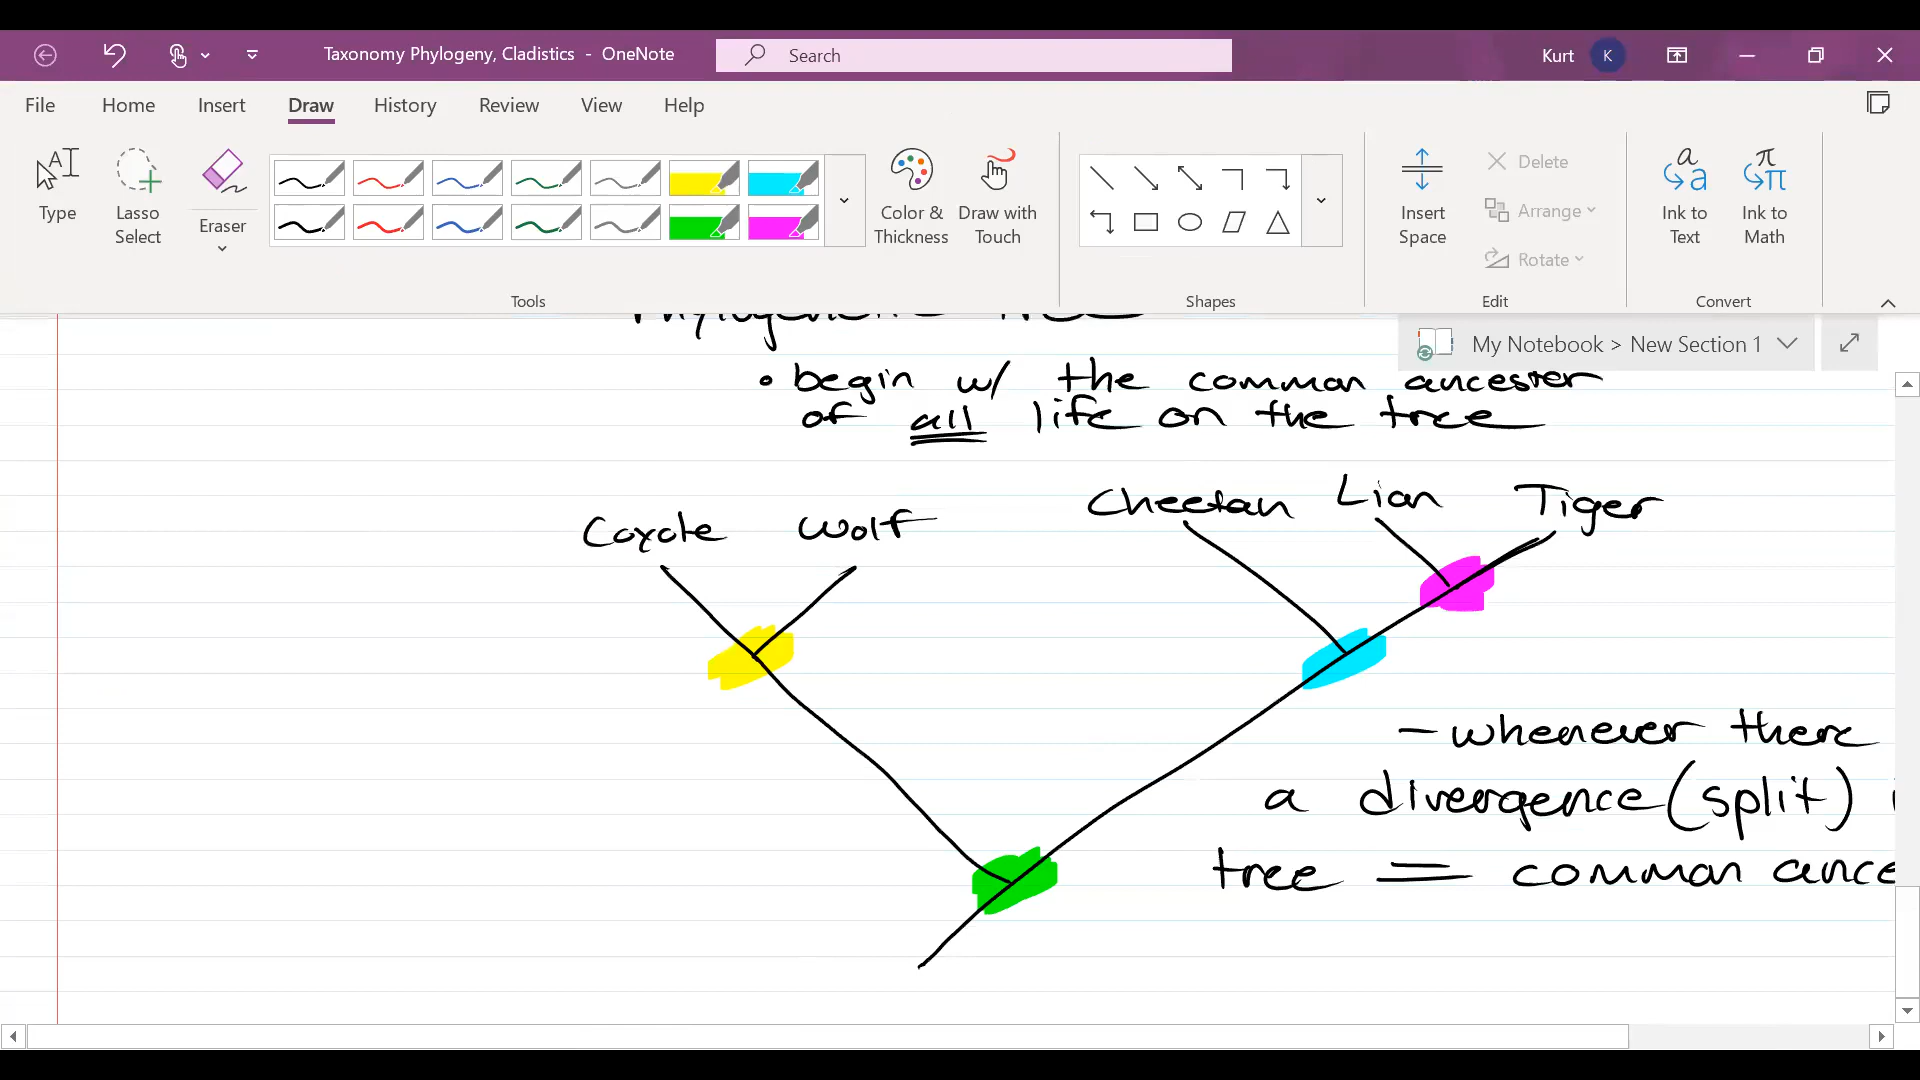 Taxonomy Phylogeny, Cladistics - OneNote
Search
Kurt K
File Home Insert Draw History Review View Help
Type
Lasso Select
Eraser
Color & Thickness
Draw with Touch
Insert Space
Delete
Arrange
Rotate
a
a
Ink to Text
π
π
Ink to Math
Tools Shapes Edit Convert
Phylogenetic Tree
My Notebook > New Section 1
• begin w/ the common ancester
of all life on the tree
Coyote Wolf Cheetah Lion Tiger
- whenever there
a divergence (split)
tree = common ance